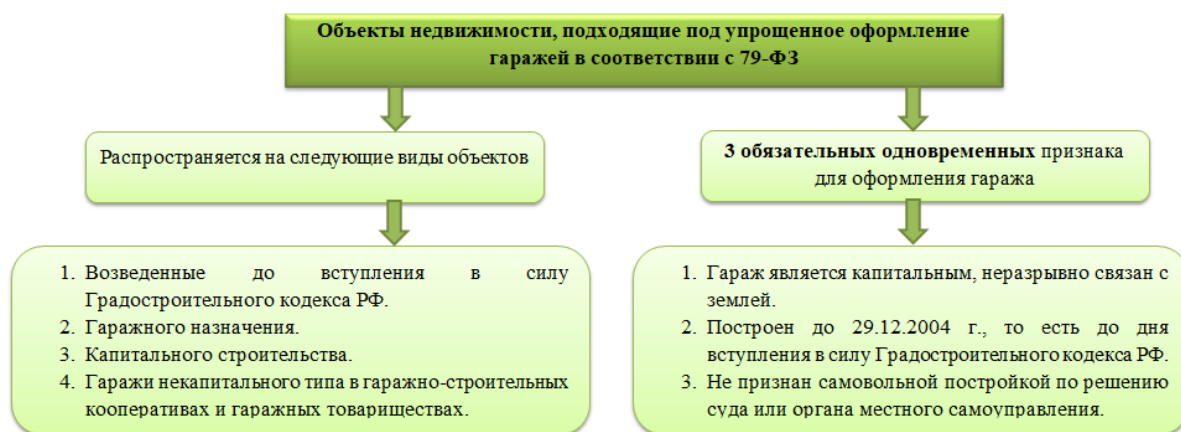 Объекты недвижимости, подходящие под упрощенное оформление
гаражей в соответствии с 79-ФЗ
Распространяется на следующие виды объектов
3 обязательных одновременных признака
для оформления гаража
1. Возведенные до вступления в силу
Градостроительного кодекса РФ.
2. Гаражного назначения.
3. Капитального строительства.
4. Гаражи некапитального типа в гаражно-строительных
кооперативах и гаражных товариществах.
1. Гараж является капитальным, неразрывно связан с
землей.
2. Построен до 29.12.2004 г., то есть до дня
вступления в силу Градостроительного кодекса РФ.
3. Не признан самовольной постройкой по решению
суда или органа местного самоуправления.